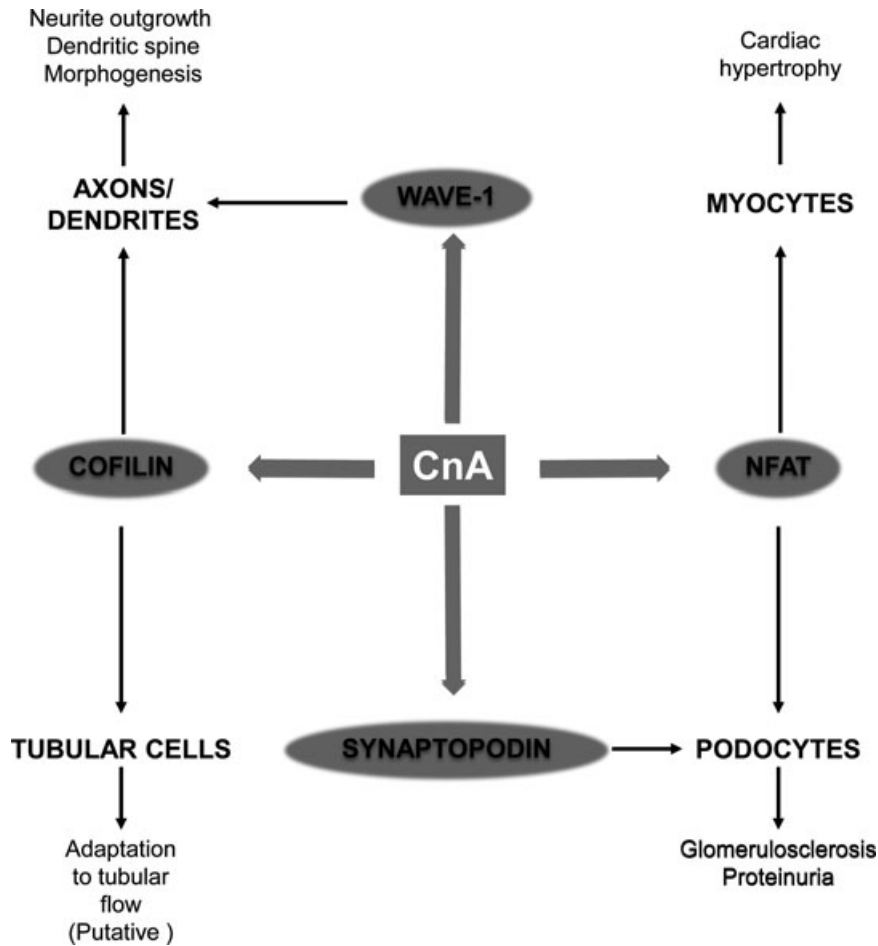 Neurite outgrowth
Dendritic spine
Morphogenesis
Cardiac
hypertrophy
AXONS/
DENDRITES
WAVE-1
MYOCYTES
COFILIN
CnA
NFAT
TUBULAR CELLS
SYNAPTOPODIN
PODOCYTES
Adaptation
to tubular
flow
(Putative )
Glomerulosclerosis
Proteinuria